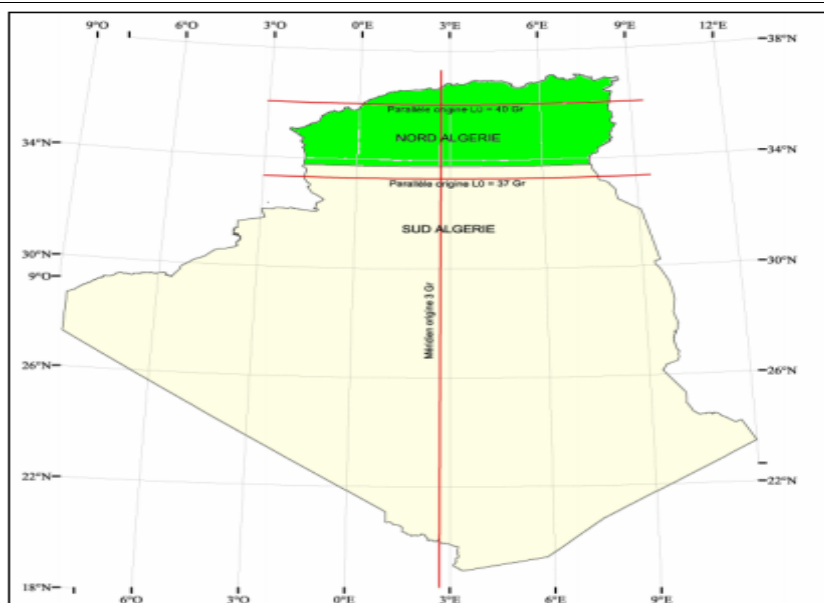 9°O 6°O 3°O 0°E 3°E 6°E 9°E 12°E
38°N
Parallèle origine L0 = 40 Gr
NORD ALGERIE
34°N 34°N
Parallèle origine L0 = 37 Gr
SUD ALGERIE
30°N 30°N
9°O
Méridien origine 3 Gr
26°N 26°N
22°N 22°N
18°N
6°O 3°O 0°E 3°E 6°E 9°E